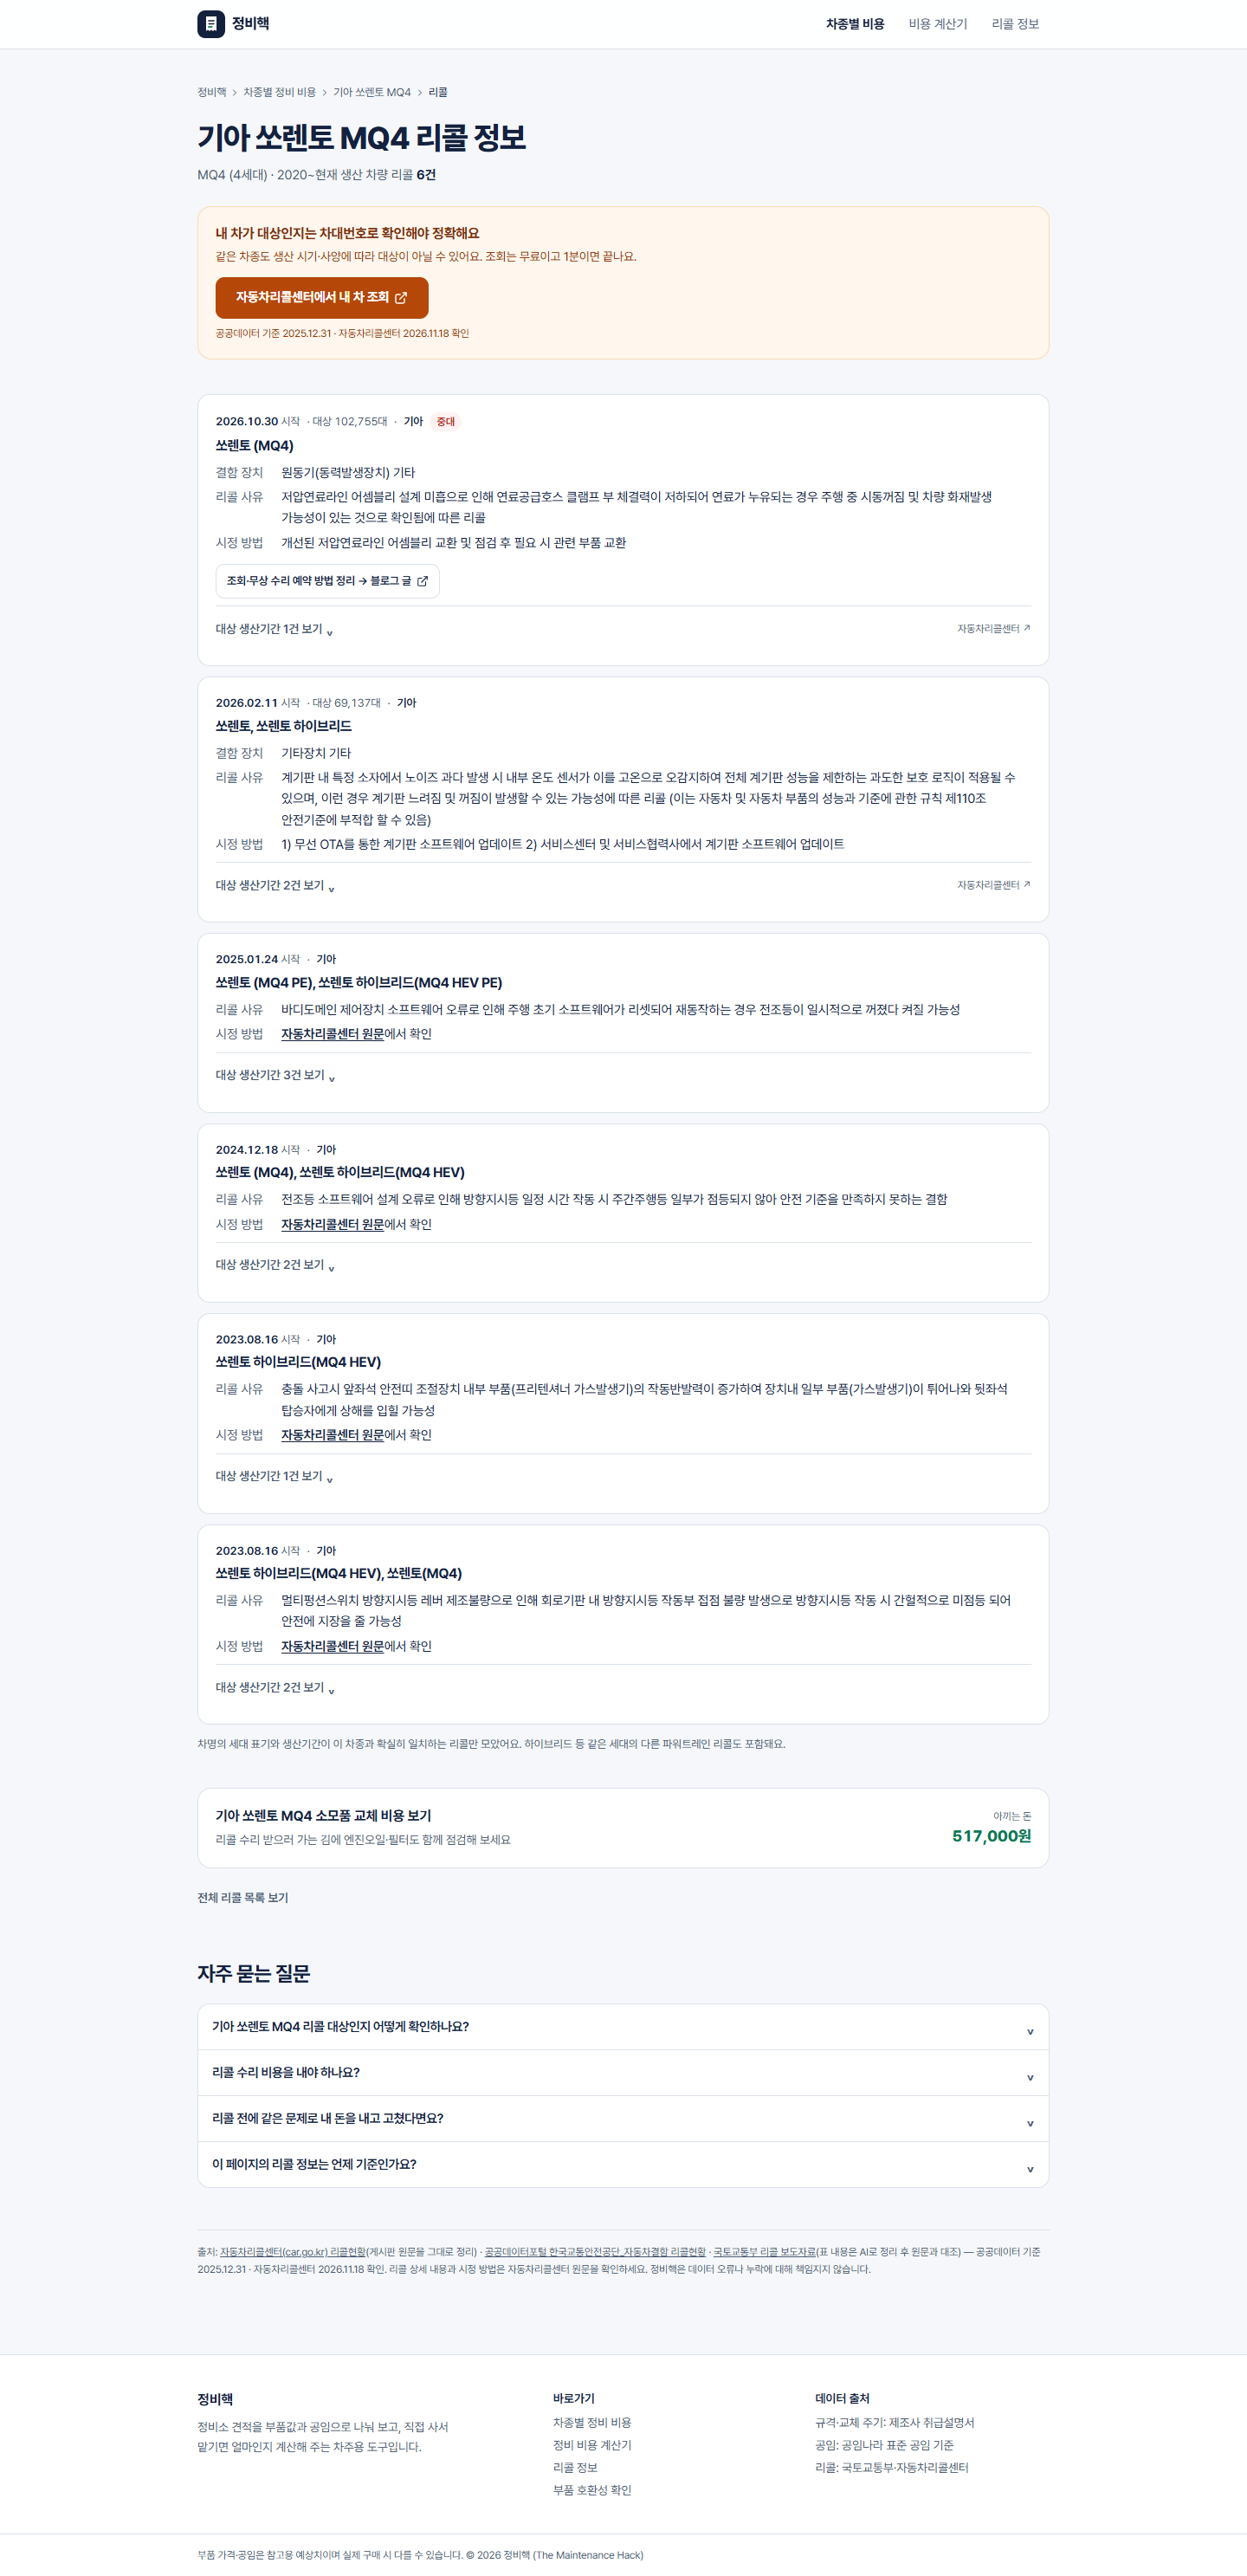 정비핵
차종별 비용
비용 계산기
리콜 정보
정비핵 > 차종별 정비 비용 > 기아 쏘렌토 MQ4 > 리콜
기아 쏘렌토 MQ4 리콜 정보
MQ4 (4세대) · 2020~현재 생산 차량 리콜 6건
내 차가 대상인지는 차대번호로 확인해야 정확해요
같은 차종도 생산 시기·사양에 따라 대상이 아닐 수 있어요. 조회는 무료이고 1분이면 끝나요.
자동차리콜센터에서 내 차 조회
공공데이터 기준 2025.12.31 · 자동차리콜센터 2026.11.18 확인
2026.10.30 시작 · 대상 102,755대 · 기아 중대
쏘렌토 (MQ4)
결함 장치 원동기(동력발생장치) 기타
리콜 사유 저압연료라인 어셈블리 설계 미흡으로 인해 연료공급호스 클램프 부 체결력이 저하되어 연료가 누유되는 경우 주행 중 시동꺼짐 및 차량 화재발생
가능성이 있는 것으로 확인됨에 따른 리콜
시정 방법 개선된 저압연료라인 어셈블리 교환 및 점검 후 필요 시 관련 부품 교환
조회·무상 수리 예약 방법 정리 → 블로그 글
대상 생산기간 1건 보기 v
자동차리콜센터 ↗
2026.02.11 시작 · 대상 69,137대 · 기아
쏘렌토, 쏘렌토 하이브리드
결함 장치 기타장치 기타
리콜 사유 계기판 내 특정 소자에서 노이즈 과다 발생 시 내부 온도 센서가 이를 고온으로 오감지하여 전체 계기판 성능을 제한하는 과도한 보호 로직이 적용될 수
있으며, 이런 경우 계기판 느려짐 및 꺼짐이 발생할 수 있는 가능성에 따른 리콜 (이는 자동차 및 자동차 부품의 성능과 기준에 관한 규칙 제110조
안전기준에 부적합 할 수 있음)
시정 방법 1) 무선 OTA를 통한 계기판 소프트웨어 업데이트 2) 서비스센터 및 서비스협력사에서 계기판 소프트웨어 업데이트
대상 생산기간 2건 보기 v
자동차리콜센터 ↗
2025.01.24 시작 · 기아
쏘렌토 (MQ4 PE), 쏘렌토 하이브리드(MQ4 HEV PE)
리콜 사유 바디도메인 제어장치 소프트웨어 오류로 인해 주행 초기 소프트웨어가 리셋되어 재동작하는 경우 전조등이 일시적으로 꺼졌다 켜질 가능성
시정 방법 자동차리콜센터 원문에서 확인
대상 생산기간 3건 보기 v
2024.12.18 시작 · 기아
쏘렌토 (MQ4), 쏘렌토 하이브리드(MQ4 HEV)
리콜 사유 전조등 소프트웨어 설계 오류로 인해 방향지시등 일정 시간 작동 시 주간주행등 일부가 점등되지 않아 안전 기준을 만족하지 못하는 결함
시정 방법 자동차리콜센터 원문에서 확인
대상 생산기간 2건 보기 v
2023.08.16 시작 · 기아
쏘렌토 하이브리드(MQ4 HEV)
리콜 사유 충돌 사고시 앞좌석 안전띠 조절장치 내부 부품(프리텐셔너 가스발생기)의 작동반발력이 증가하여 장치내 일부 부품(가스발생기)이 튀어나와 뒷좌석
탑승자에게 상해를 입힐 가능성
시정 방법 자동차리콜센터 원문에서 확인
대상 생산기간 1건 보기 v
2023.08.16 시작 · 기아
쏘렌토 하이브리드(MQ4 HEV), 쏘렌토(MQ4)
리콜 사유 멀티펑션스위치 방향지시등 레버 제조불량으로 인해 회로기판 내 방향지시등 작동부 접점 불량 발생으로 방향지시등 작동 시 간헐적으로 미점등 되어
안전에 지장을 줄 가능성
시정 방법 자동차리콜센터 원문에서 확인
대상 생산기간 2건 보기 v
차명의 세대 표기와 생산기간이 이 차종과 확실히 일치하는 리콜만 모았어요. 하이브리드 등 같은 세대의 다른 파워트레인 리콜도 포함돼요.
기아 쏘렌토 MQ4 소모품 교체 비용 보기
리콜 수리 받으러 가는 김에 엔진오일·필터도 함께 점검해 보세요
아끼는 돈
517,000원
전체 리콜 목록 보기
자주 묻는 질문
기아 쏘렌토 MQ4 리콜 대상인지 어떻게 확인하나요? v
리콜 수리 비용을 내야 하나요? v
리콜 전에 같은 문제로 내 돈을 내고 고쳤다면요? v
이 페이지의 리콜 정보는 언제 기준인가요? v
출처: 자동차리콜센터(car.go.kr) 리콜현황(게시판 원문을 그대로 정리) · 공공데이터포털 한국교통안전공단_자동차결함 리콜현황 · 국토교통부 리콜 보도자료(표 내용은 AI로 정리 후 원문과 대조) — 공공데이터 기준
2025.12.31 · 자동차리콜센터 2026.11.18 확인. 리콜 상세 내용과 시정 방법은 자동차리콜센터 원문을 확인하세요. 정비핵은 데이터 오류나 누락에 대해 책임지지 않습니다.
정비핵
정비소 견적을 부품값과 공임으로 나눠 보고, 직접 사서
맡기면 얼마인지 계산해 주는 차주용 도구입니다.
바로가기
차종별 정비 비용
정비 비용 계산기
리콜 정보
부품 호환성 확인
데이터 출처
규격·교체 주기: 제조사 취급설명서
공임: 공임나라 표준 공임 기준
리콜: 국토교통부·자동차리콜센터
부품 가격·공임은 참고용 예상치이며 실제 구매 시 다를 수 있습니다. © 2026 정비핵 (The Maintenance Hack)